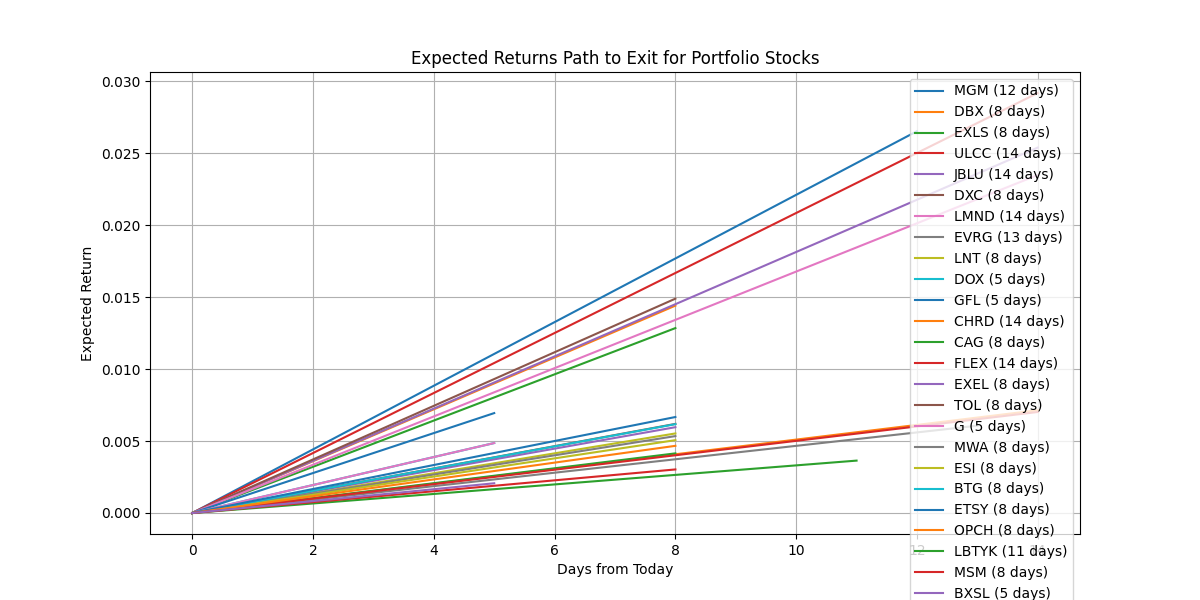 Expected Returns Path to Exit for Portfolio Stocks
Expected Return
0.030
0.025
0.020
0.015
0.010
0.005
0.000
0 2 4 6 8 10 12
Days from Today
MGM (12 days)
DBX (8 days)
EXLS (8 days)
ULCC (14 days)
JBLU (14 days)
DXC (8 days)
LMND (14 days)
EVRG (13 days)
LNT (8 days)
DOX (5 days)
GFL (5 days)
CHRD (14 days)
CAG (8 days)
FLEX (14 days)
EXEL (8 days)
TOL (8 days)
G (5 days)
MWA (8 days)
ESI (8 days)
BTG (8 days)
ETSY (8 days)
OPCH (8 days)
LBTYK (11 days)
MSM (8 days)
BXSL (5 days)